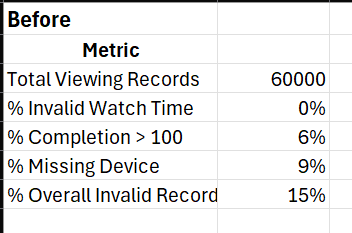 Before
Metric
Total Viewing Records 60000
% Invalid Watch Time 0%
% Completion > 100 6%
% Missing Device 9%
% Overall Invalid Record 15%